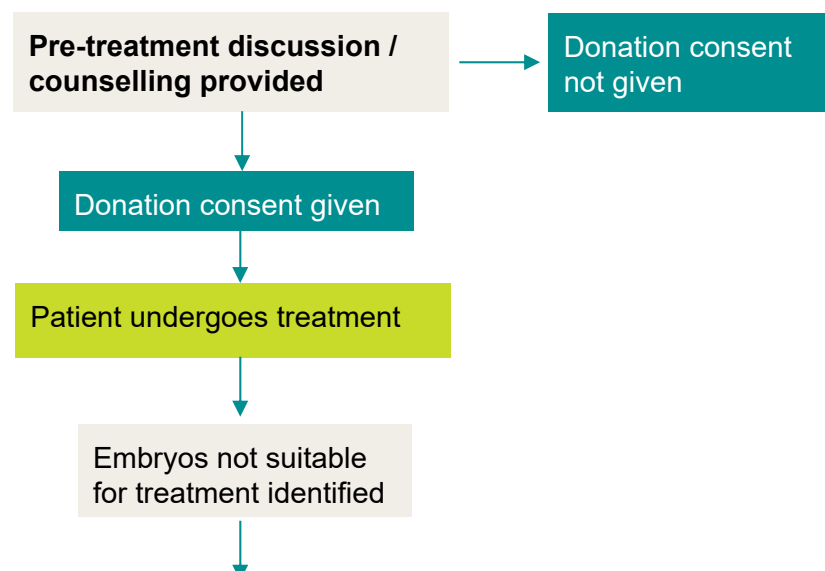 Pre-treatment discussion /
counselling provided
Donation consent
not given
Donation consent given
Patient undergoes treatment
Embryos not suitable
for treatment identified